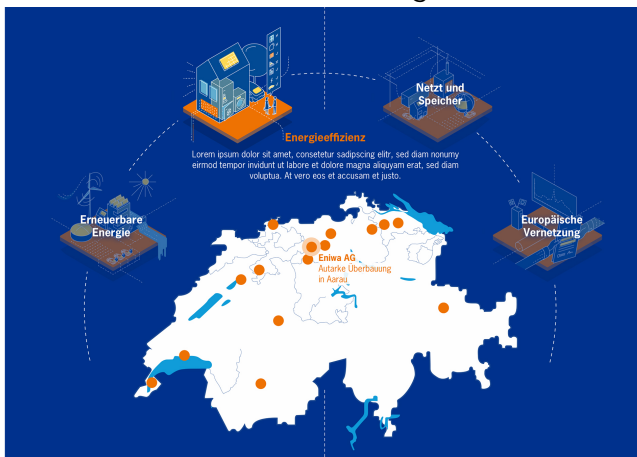 Netzt und
Speicher
Energieeffizienz
Lorem ipsum dolor sit amet, consetetur sadipscing elitr, sed diam nonumy
eirmod tempor invidunt ut labore et dolore magna aliquyam erat, sed diam
voluptua. At vero eos et accusam et justo.
Erneuerbare
Energie
Europäische
Vernetzung
Eniwa AG
Autarke Überbauung
in Aarau